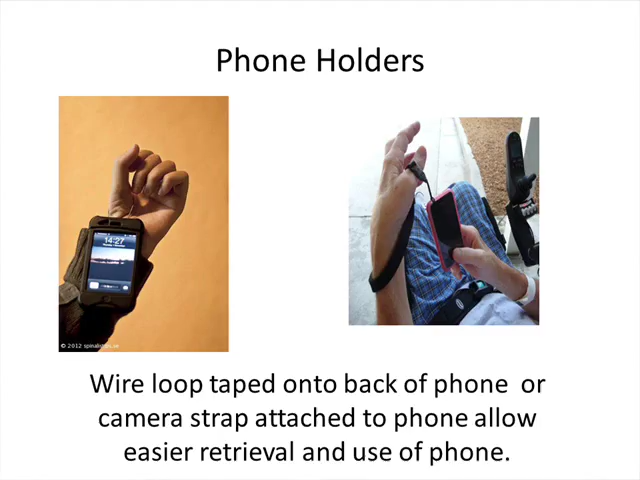 Phone Holders
14:27
© 2012 spinalistips.se
Wire loop taped onto back of phone or
camera strap attached to phone allow
easier retrieval and use of phone.